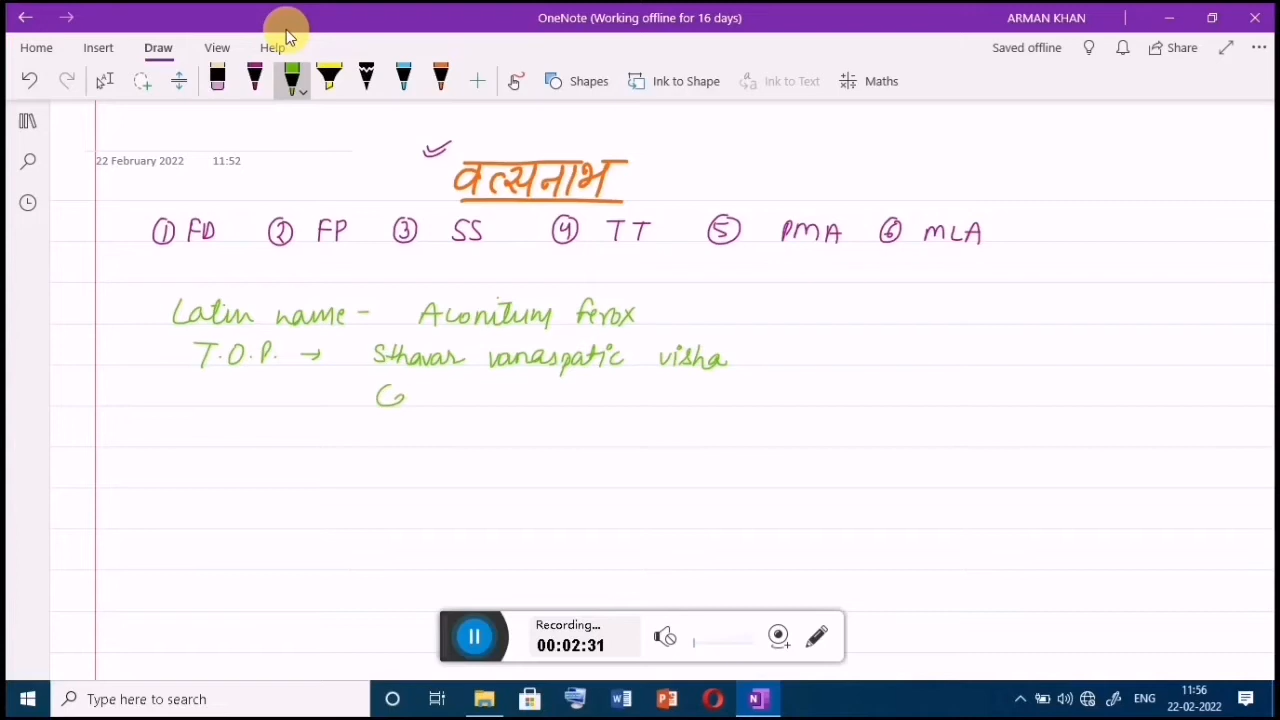 OneNote (Working offline for 16 days) ARMAN KHAN
Home Insert Draw View Help Saved offline Share
Shapes Ink to Shape Ink to Text Maths
22 February 2022 11:52
वत्सनाभ
① FD ② FP ③ SS ④ TT ⑤ PMA ⑥ MLA
Latin name - Aconitum ferox
T.O.P. → Sthavar vanaspatic visha
Recording...
00:02:31
Type here to search
ENG 11:56
22-02-2022